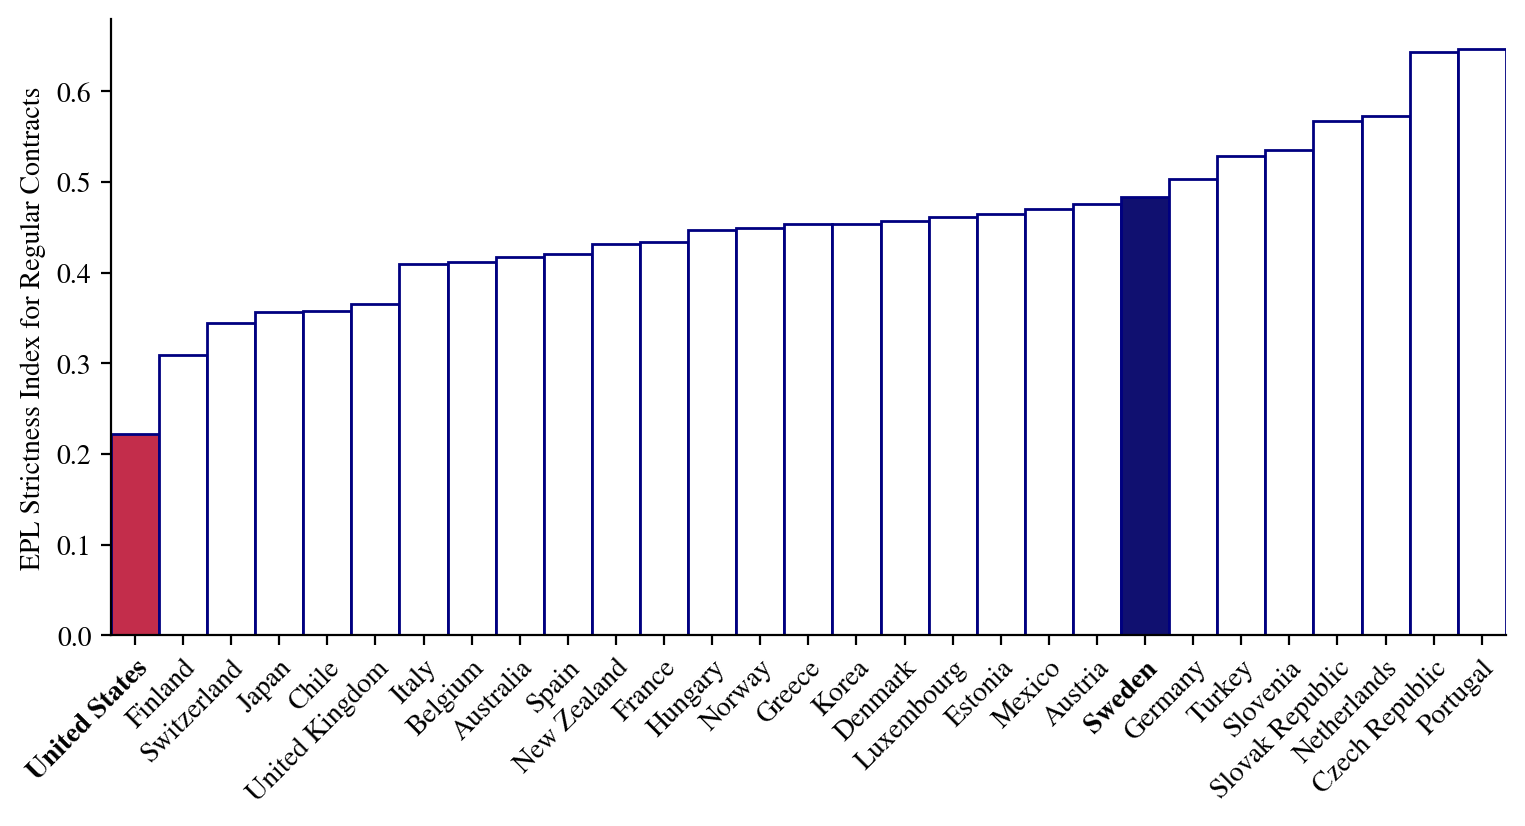 EPL Strictness Index for Regular Contracts
0.6
0.5
0.4
0.3
0.2
0.1
0.0
United States
Finland
Switzerland
Japan
Chile
United Kingdom
Italy
Belgium
Australia
Spain
New Zealand
France
Hungary
Norway
Greece
Korea
Denmark
Luxembourg
Estonia
Mexico
Austria
Sweden
Germany
Turkey
Slovenia
Slovak Republic
Netherlands
Czech Republic
Portugal